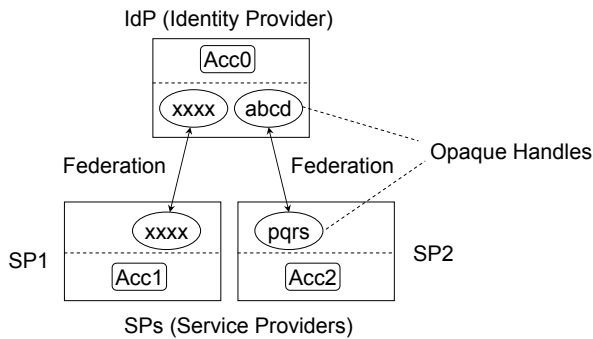 IdP (Identity Provider)
Acc0
xxxx abcd
Federation Federation Opaque Handles
xxxx pqrs
SP1 SP2
Acc1 Acc2
SPs (Service Providers)